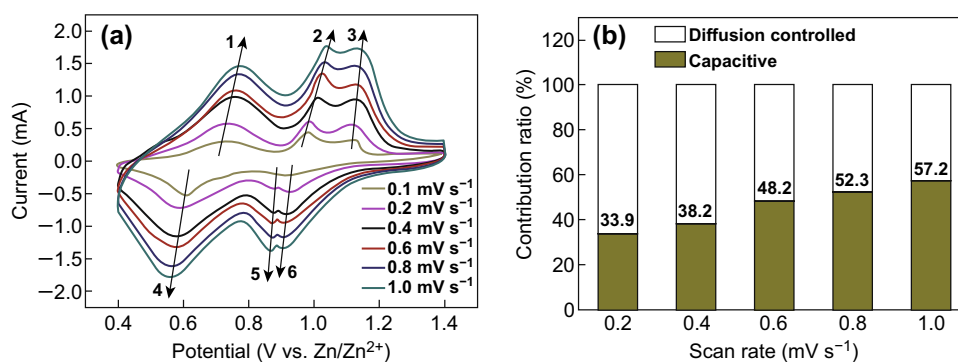 (a)
2.0
1.5
1.0
0.5
0.0
−0.5
−1.0
−1.5
−2.0
Current (mA)
1
2
3
4
5
6
0.1 mV s⁻¹
0.2 mV s⁻¹
0.4 mV s⁻¹
0.6 mV s⁻¹
0.8 mV s⁻¹
1.0 mV s⁻¹
0.4 0.6 0.8 1.0 1.2 1.4
Potential (V vs. Zn/Zn²⁺)
(b)
Diffusion controlled
Capacitive
120
100
80
60
40
20
0
Contribution ratio (%)
33.9
38.2
48.2
52.3
57.2
0.2 0.4 0.6 0.8 1.0
Scan rate (mV s⁻¹)